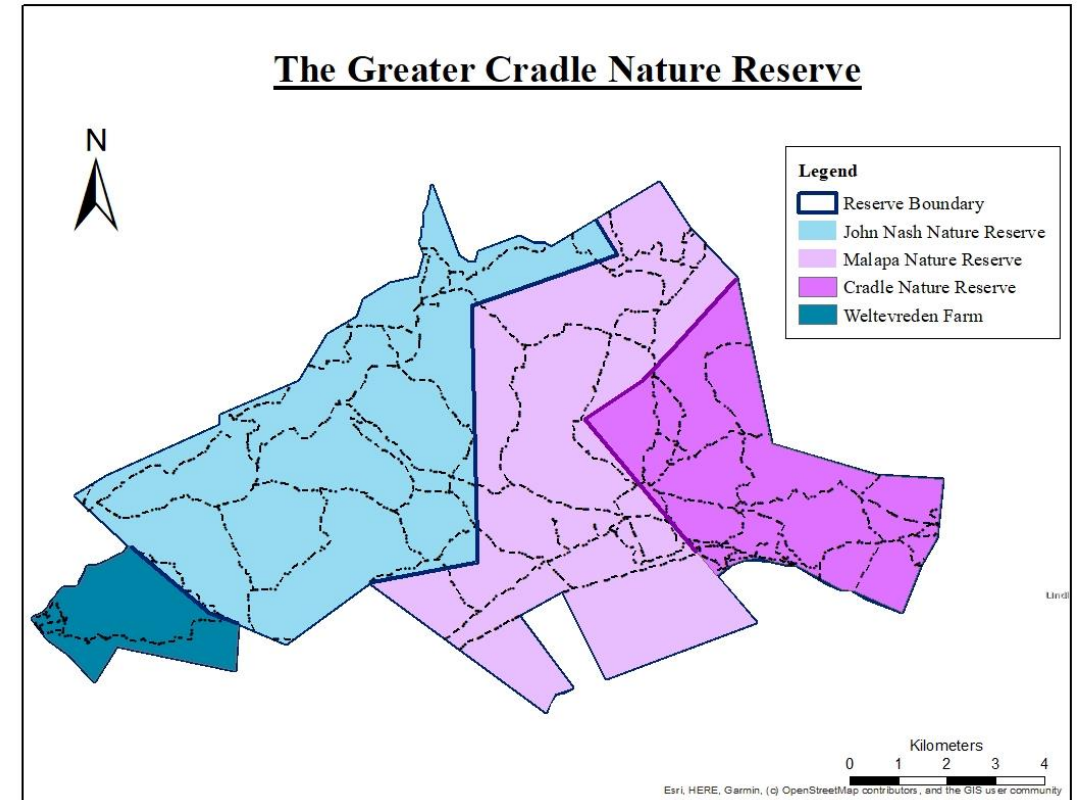 The Greater Cradle Nature Reserve
N
Legend
Reserve Boundary
John Nash Nature Reserve
Malapa Nature Reserve
Cradle Nature Reserve
Weltevreden Farm
Lindl
Kilometers
0 1 2 3 4
Esri, HERE, Garmin, (c) OpenStreetMap contributors, and the GIS user community